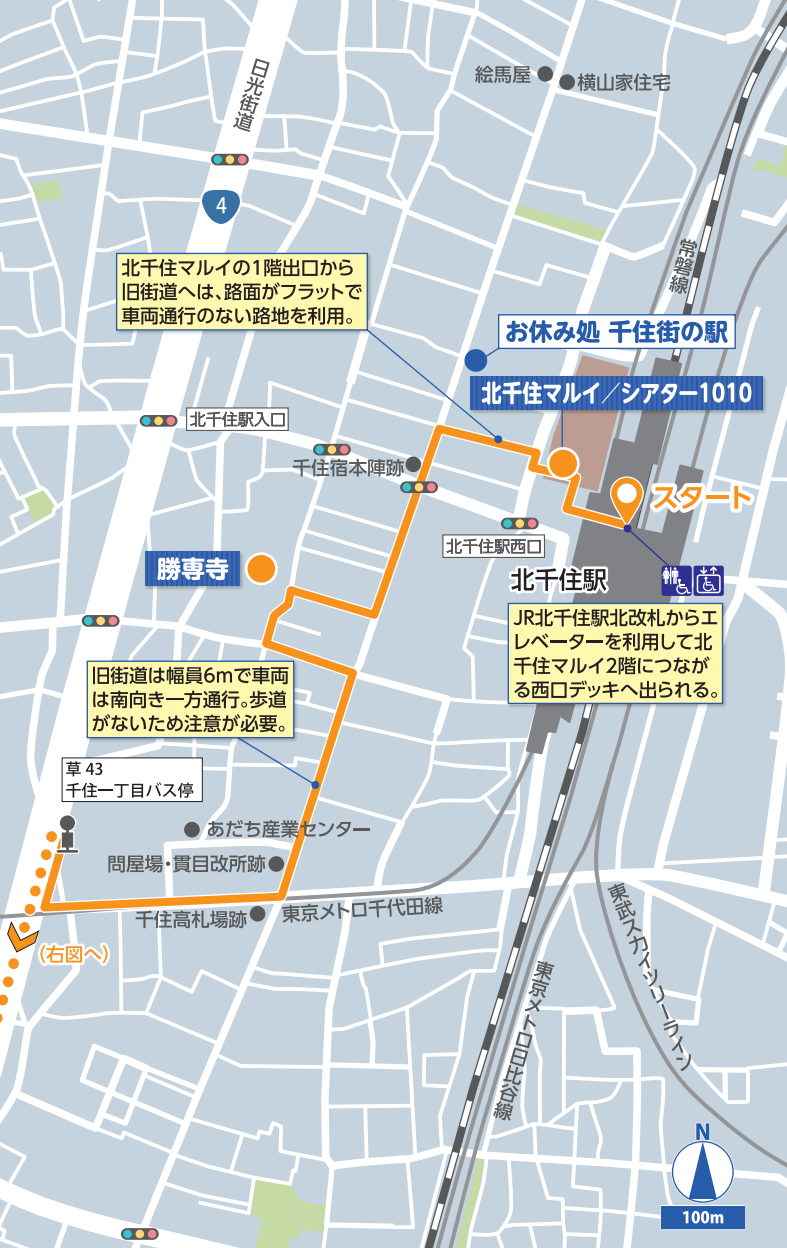 日光街道
絵馬屋
横山家住宅
4
常磐線
北千住マルイの1階出口から
旧街道へは、路面がフラットで
車両通行のない路地を利用。
お休み処 千住街の駅
北千住マルイ／シアター1010
北千住駅入口
千住宿本陣跡
スタート
北千住駅西口
勝専寺
北千住駅
JR北千住駅北改札からエ
レベーターを利用して北
千住マルイ2階につなが
る西口デッキへ出られる。
旧街道は幅員6mで車両
は南向き一方通行。歩道
がないため注意が必要。
草 43
千住一丁目バス停
あだち産業センター
問屋場・貫目改所跡
千住高札場跡
東京メトロ千代田線
（右図へ）
東武スカイツリーライン
東京メトロ日比谷線
N
100m